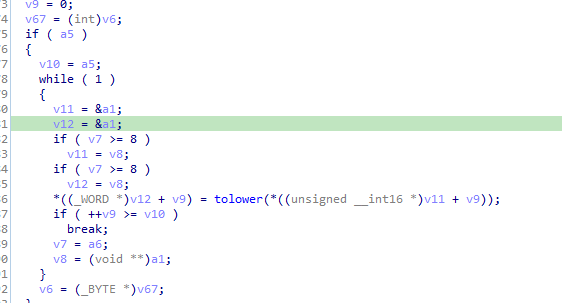 3 v9 = 0;
4 v67 = (int)v6;
5 if ( a5 )
6 {
7 v10 = a5;
8 while ( 1 )
9 {
0 v11 = &a1;
1 v12 = &a1;
2 if ( v7 >= 8 )
3 v11 = v8;
4 if ( v7 >= 8 )
5 v12 = v8;
6 *((_WORD *)v12 + v9) = tolower(*((unsigned __int16 *)v11 + v9));
7 if ( ++v9 >= v10 )
8 break;
9 v7 = a6;
0 v8 = (void **)a1;
1 }
2 v6 = (_BYTE *)v67;